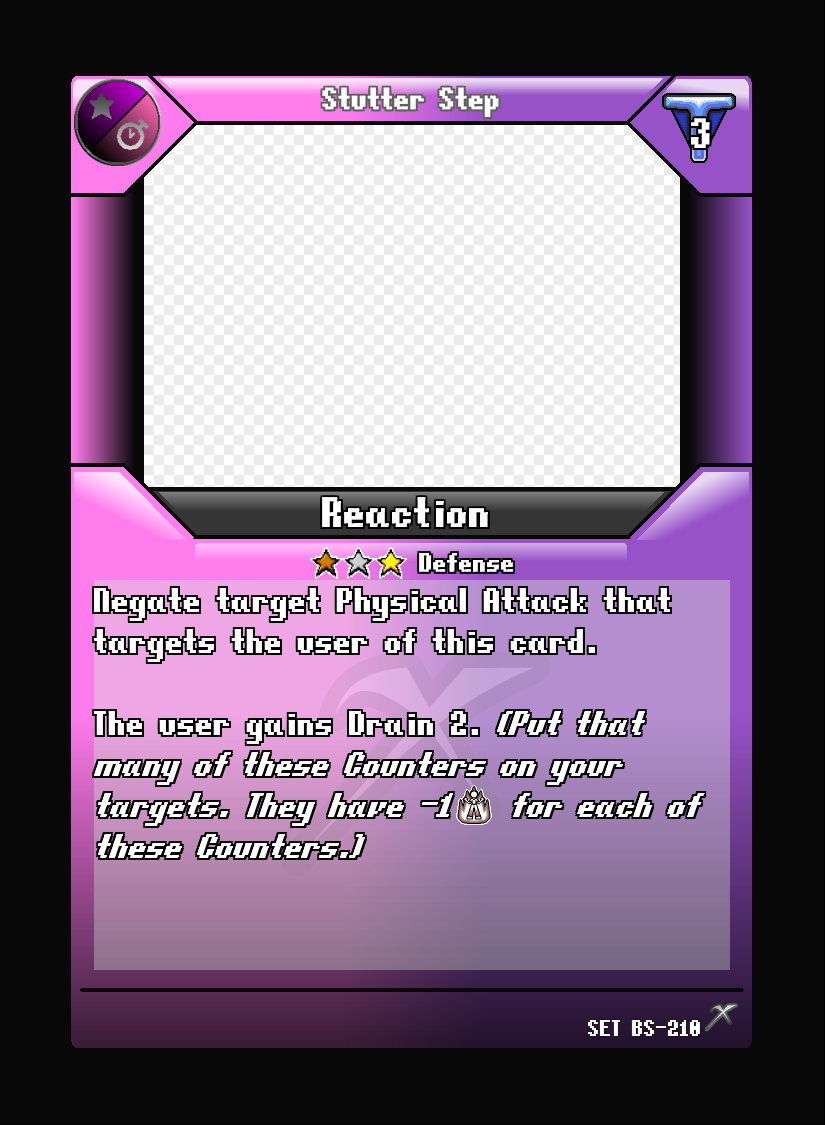 Stutter Step
3
Reaction
Defense
Negate target Physical Attack that
targets the user of this card.
The user gains Drain 2. (Put that
many of these Counters on your
targets. They have -1 for each of
these Counters.)
SET BS-210